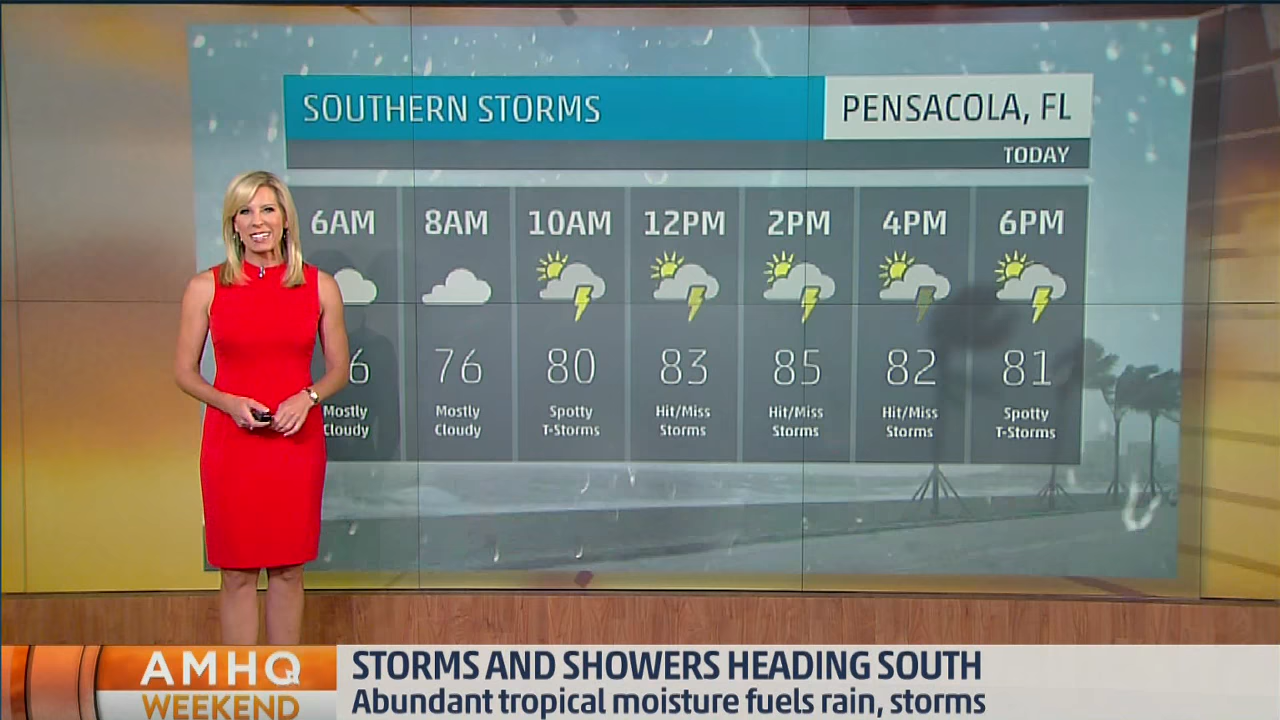 SOUTHERN STORMS
PENSACOLA, FL
TODAY
6AM 8AM 10AM 12PM 2PM 4PM 6PM
6 76 80 83 85 82 81
Mostly Mostly Spotty Hit/Miss Hit/Miss Hit/Miss Spotty
Cloudy Cloudy T-Storms Storms Storms Storms T-Storms
AMHQ
WEEKEND
STORMS AND SHOWERS HEADING SOUTH
Abundant tropical moisture fuels rain, storms